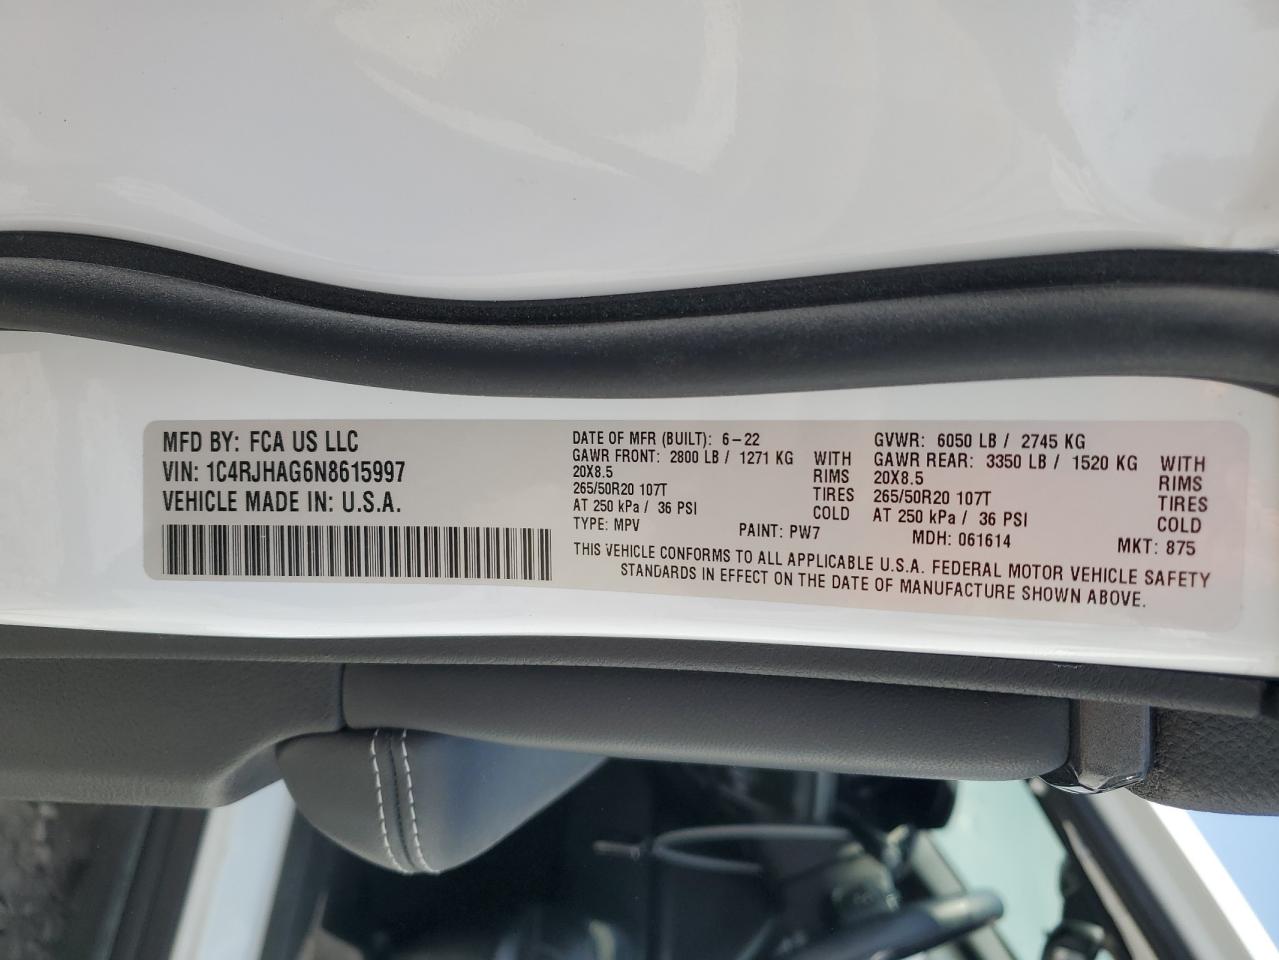 MFD BY: FCA US LLC
VIN: 1C4RJHAG6N8615997
VEHICLE MADE IN: U.S.A.
DATE OF MFR (BUILT): 6-22
GAWR FRONT: 2800 LB / 1271 KG WITH
20X8.5 RIMS
265/50R20 107T TIRES
AT 250 kPa / 36 PSI COLD
TYPE: MPV PAINT: PW7
GVWR: 6050 LB / 2745 KG
GAWR REAR: 3350 LB / 1520 KG WITH
20X8.5 RIMS
265/50R20 107T TIRES
AT 250 kPa / 36 PSI COLD
MDH: 061614 MKT: 875
THIS VEHICLE CONFORMS TO ALL APPLICABLE U.S.A. FEDERAL MOTOR VEHICLE SAFETY
STANDARDS IN EFFECT ON THE DATE OF MANUFACTURE SHOWN ABOVE.